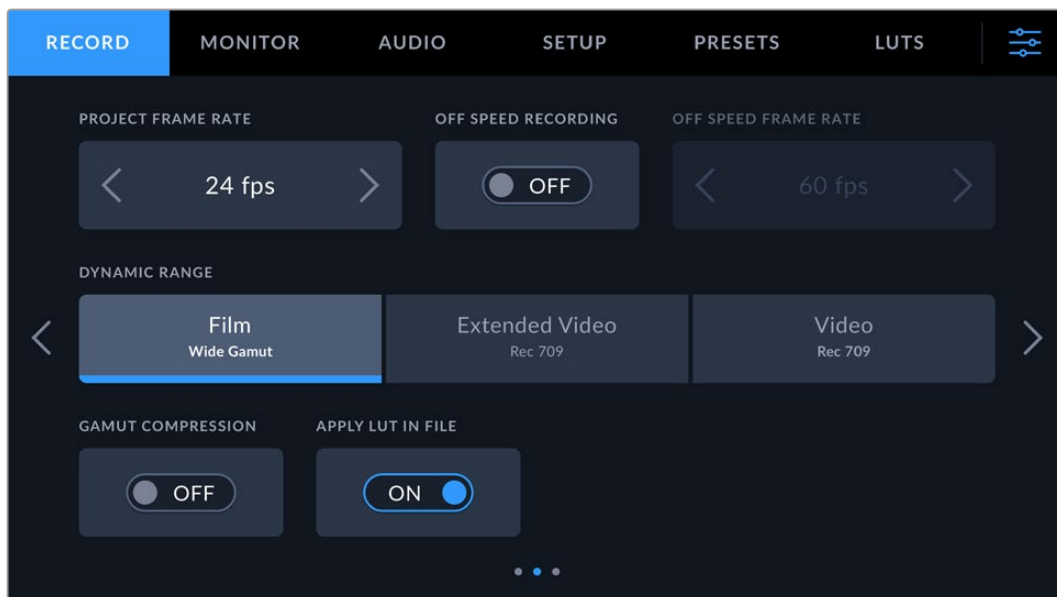 RECORD MONITOR AUDIO SETUP PRESETS LUTS
PROJECT FRAME RATE OFF SPEED RECORDING OFF SPEED FRAME RATE
24 fps OFF 60 fps
DYNAMIC RANGE
Film Extended Video Video
Wide Gamut Rec 709 Rec 709
GAMUT COMPRESSION APPLY LUT IN FILE
OFF ON